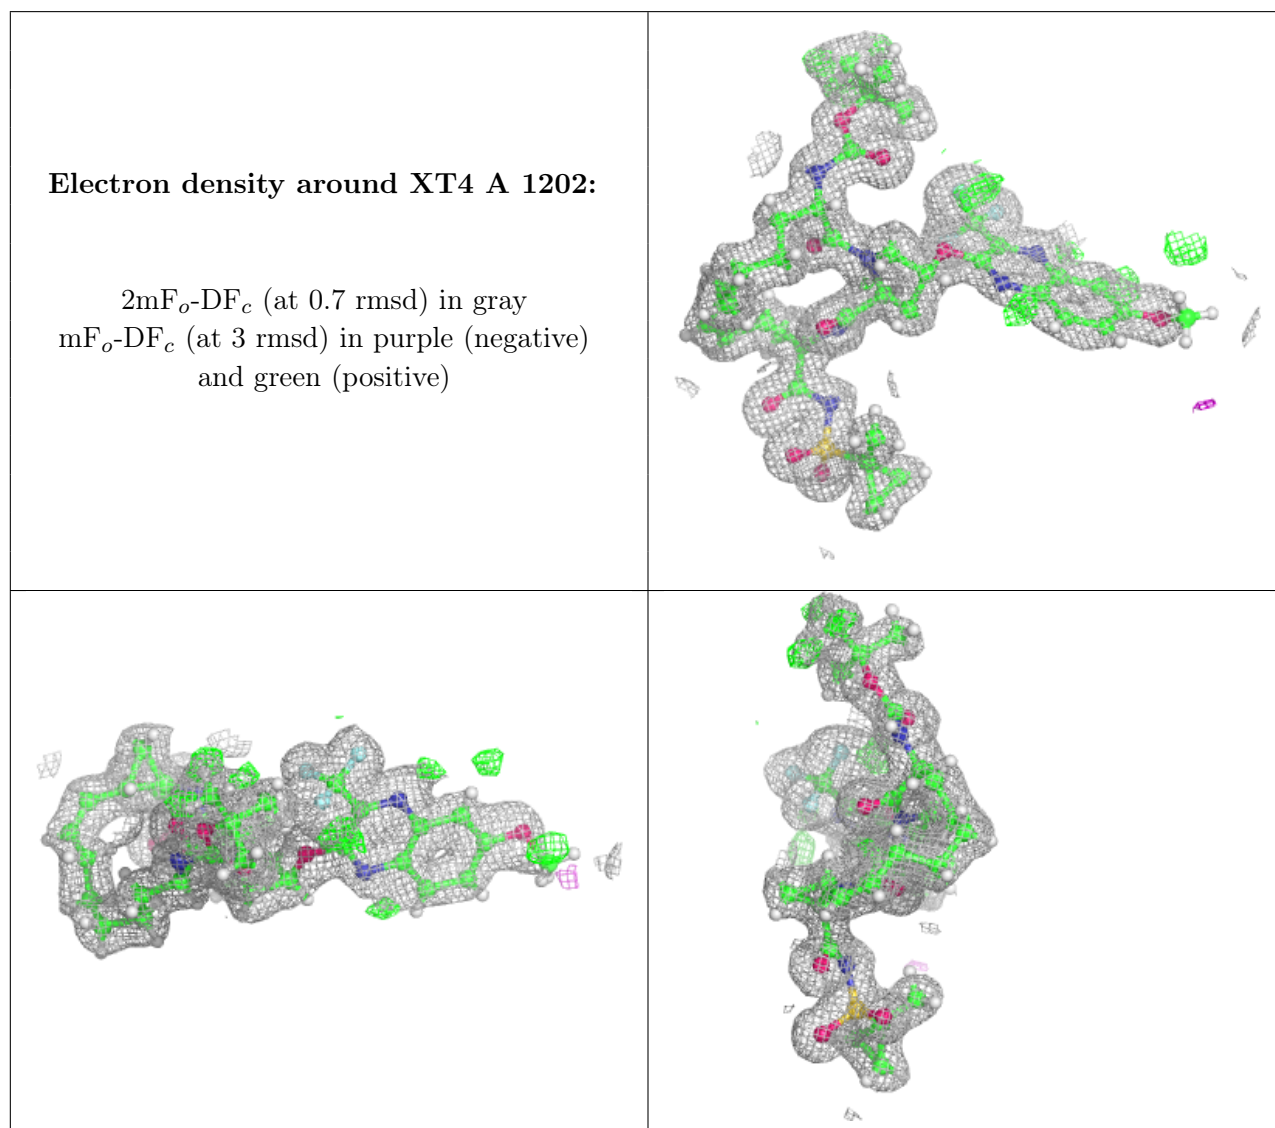 Electron density around XT4 A 1202:
2mFo-DFc (at 0.7 rmsd) in gray
mFo-DFc (at 3 rmsd) in purple (negative)
and green (positive)